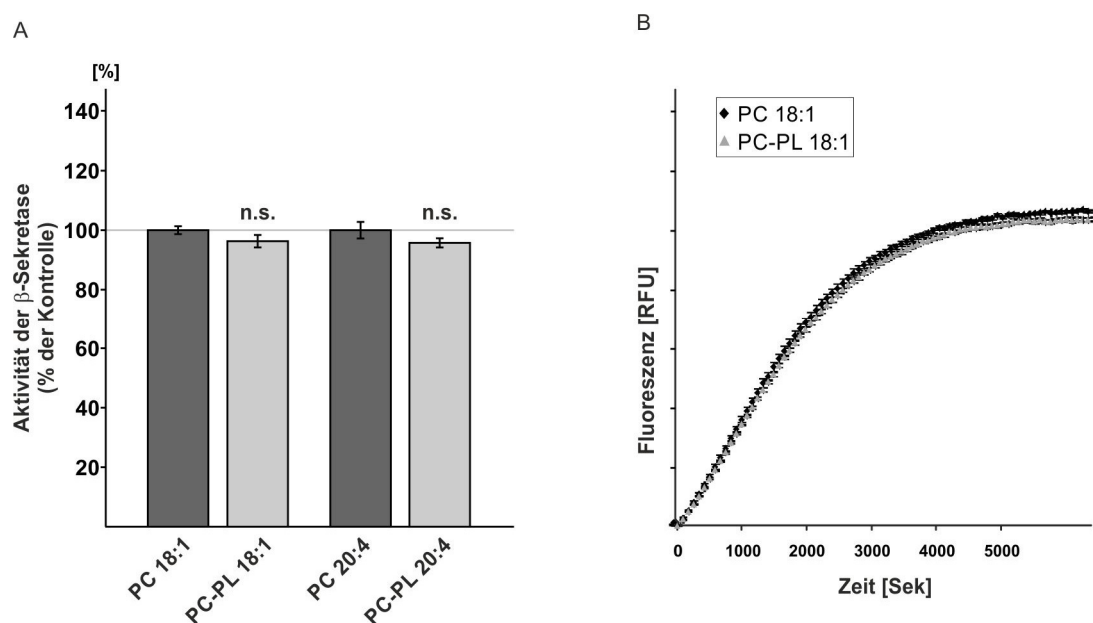 A
[%]
140
120
100
80
60
40
20
Aktivität der β-Sekretase
(% der Kontrolle)
n.s.
n.s.
PC 18:1
PC-PL 18:1
PC 20:4
PC-PL 20:4
B
PC 18:1
PC-PL 18:1
Fluoreszenz [RFU]
0 1000 2000 3000 4000 5000
Zeit [Sek]